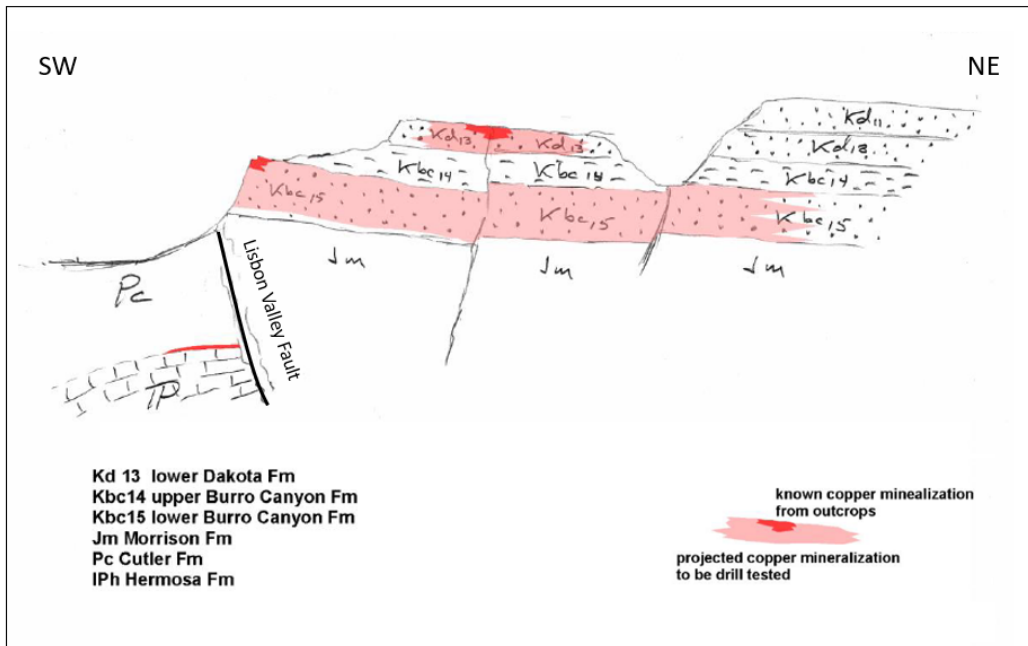 SW
NE
Kd11
Kd13
Kd13
Kd13
Kbc14
Kbc14
Kbc14
Kbc15
Kbc15
Kbc15
Jm
Jm
Jm
Pc
Lisbon Valley Fault
IP
Kd 13 lower Dakota Fm
Kbc14 upper Burro Canyon Fm
Kbc15 lower Burro Canyon Fm
Jm Morrison Fm
Pc Cutler Fm
IPh Hermosa Fm
known copper minealization
from outcrops
projected copper mineralization
to be drill tested